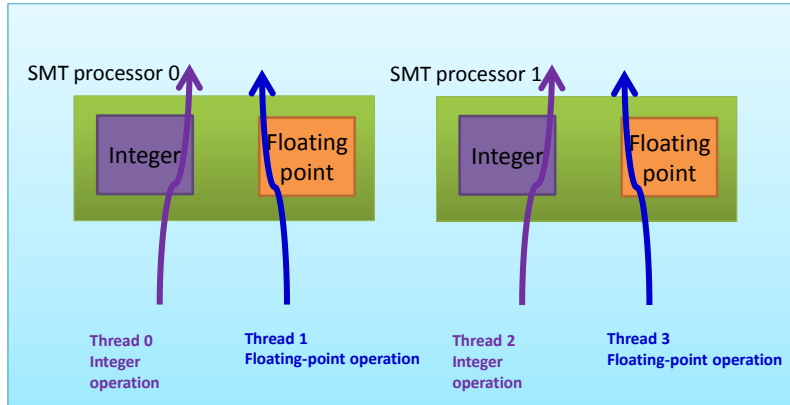 SMT processor 0
SMT processor 1
Integer
Floating
point
Integer
Floating
point
Thread 0
Integer
operation
Thread 1
Floating-point operation
Thread 2
Integer
operation
Thread 3
Floating-point operation